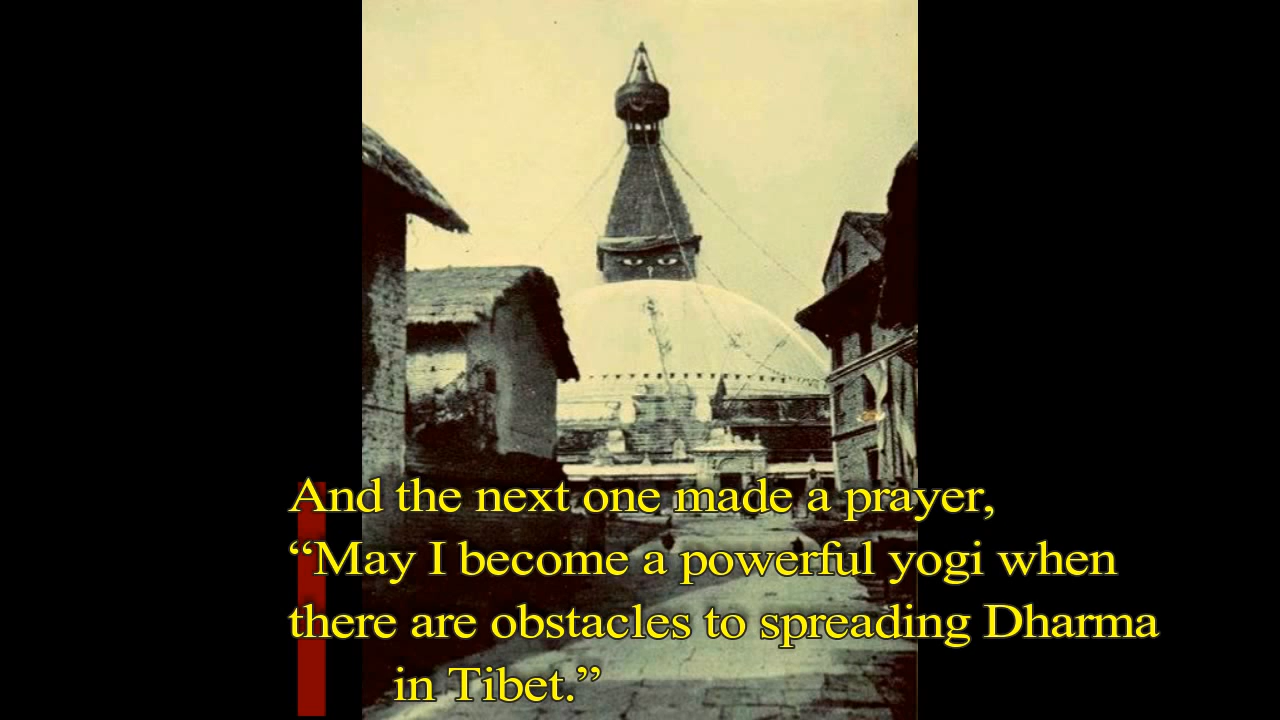 And the next one made a prayer,
“May I become a powerful yogi when
there are obstacles to spreading Dharma
in Tibet.”